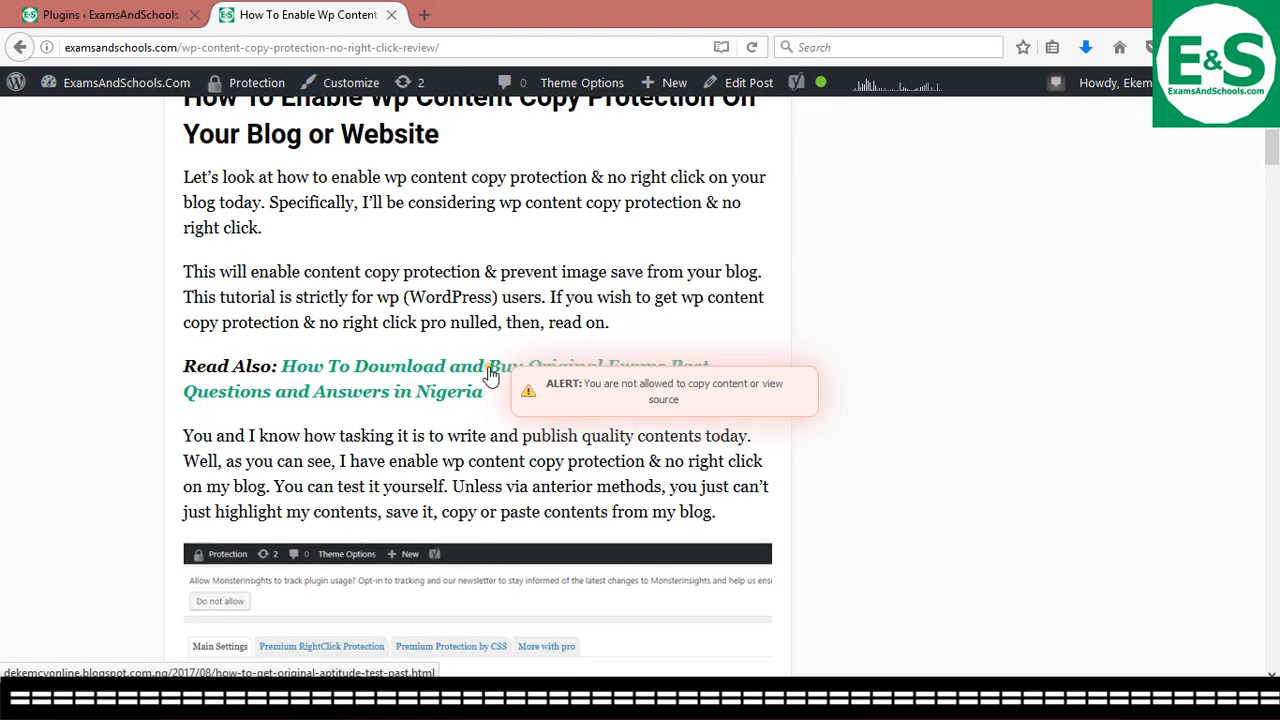 Plugins ‹ ExamsAndSchools.
How To Enable Wp Content
examsandschools.com/wp-content-copy-protection-no-right-click-review/
Search
E&S
ExamsAndSchools.com
ExamsAndSchools.Com
Protection
Customize
2
0
Theme Options
New
Edit Post
Howdy, Ekem
How To Enable Wp Content Copy Protection On
Your Blog or Website
Let’s look at how to enable wp content copy protection & no right click on your
blog today. Specifically, I’ll be considering wp content copy protection & no
right click.
This will enable content copy protection & prevent image save from your blog.
This tutorial is strictly for wp (WordPress) users. If you wish to get wp content
copy protection & no right click pro nulled, then, read on.
Read Also: How To Download and Buy Original Exams Past
Questions and Answers in Nigeria
ALERT: You are not allowed to copy content or view
source
You and I know how tasking it is to write and publish quality contents today.
Well, as you can see, I have enable wp content copy protection & no right click
on my blog. You can test it yourself. Unless via anterior methods, you just can’t
just highlight my contents, save it, copy or paste contents from my blog.
Protection 2 0 Theme Options New
Allow MonsterInsights to track plugin usage? Opt-in to tracking and our newsletter to stay informed of the latest changes to MonsterInsights and help us ens
Do not allow
Main Settings Premium RightClick Protection Premium Protection by CSS More with pro
dekemcyonline.blogspot.com.ng/2017/08/how-to-get-original-aptitude-test-past.html